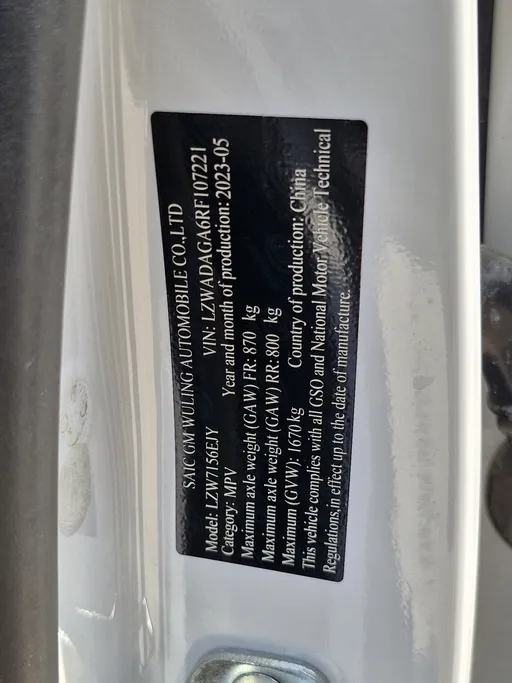 SAIC GM WULING AUTOMOBILE CO.,LTD
Model: LZW7156EJY VIN: LZWADAGA6RF107221
Category: MPV Year and month of production: 2023-05
Maximum axle weight (GAW) FR: 870 kg
Maximum axle weight (GAW) RR: 800 kg
Maximum (GVW): 1670 kg Country of production: China
This vehicle complies with all GSO and National Motor Vehicle Technical
Regulations,in effect up to the date of manufacture.